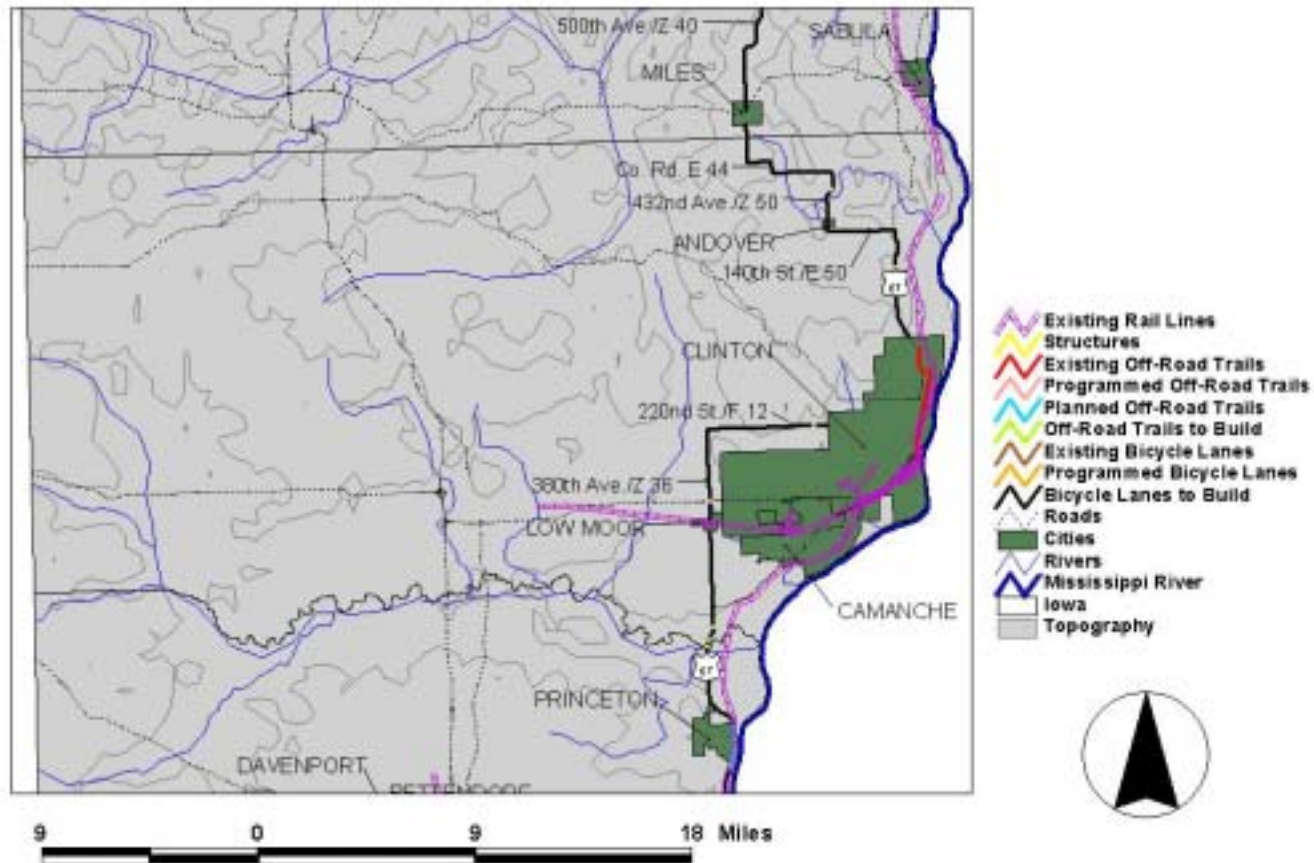 500th Ave./Z 40
SABULA
MILES
Co. Rd. E 44
432nd Ave./Z 50
ANDOVER
140th St./E 50
67
CLINTON
220nd St./F 12
380th Ave./Z 36
LOW MOOR
CAMANCHE
67
PRINCETON
DAVENPORT
BETTENDORF
Existing Rail Lines
Structures
Existing Off-Road Trails
Programmed Off-Road Trails
Planned Off-Road Trails
Off-Road Trails to Build
Existing Bicycle Lanes
Programmed Bicycle Lanes
Bicycle Lanes to Build
Roads
Cities
Rivers
Mississippi River
Iowa
Topography
9 0 9 18 Miles